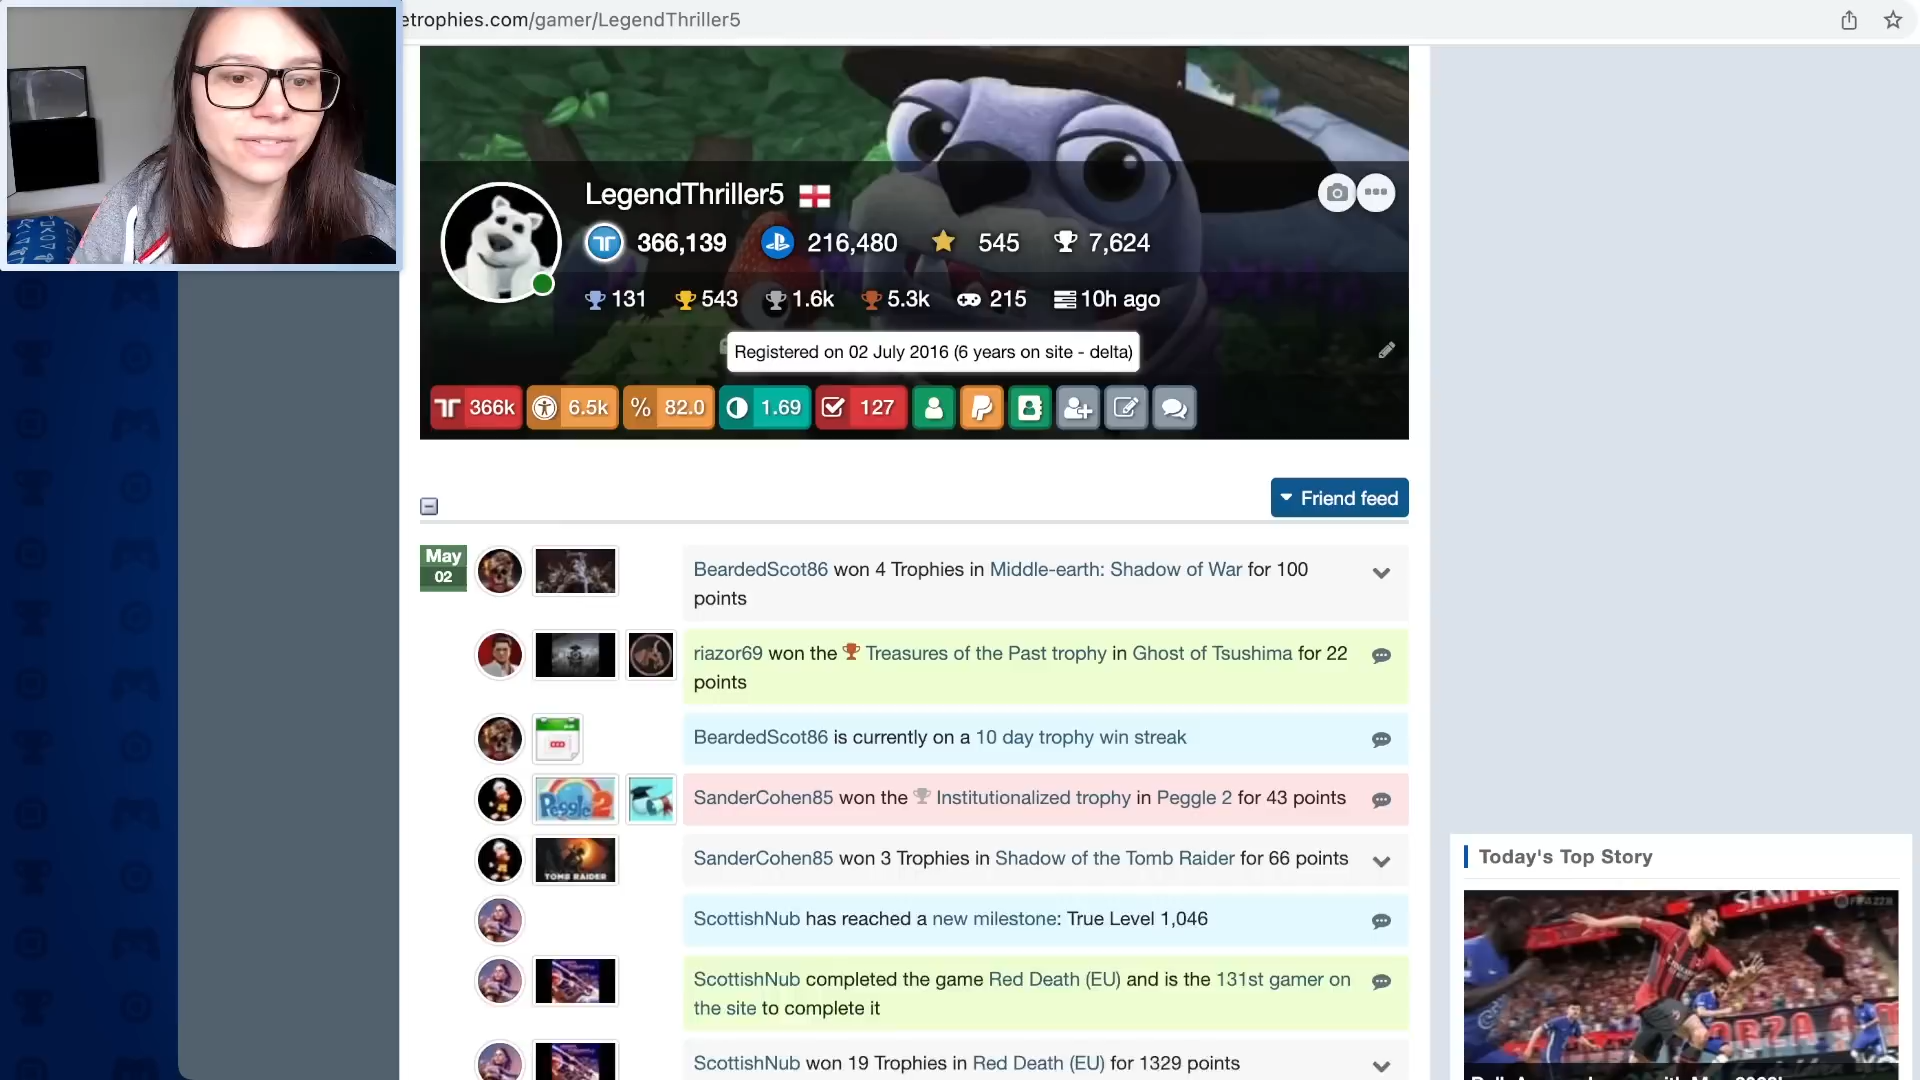 etrophies.com/gamer/LegendThriller5
LegendThriller5
366,139 216,480 545 7,624
131 543 1.6k 5.3k 215 10h ago
Registered on 02 July 2016 (6 years on site - delta)
366k 6.5k % 82.0 1.69 127
Friend feed
May
02
BeardedScot86 won 4 Trophies in Middle-earth: Shadow of War for 100
points
riazor69 won the Treasures of the Past trophy in Ghost of Tsushima for 22
points
BeardedScot86 is currently on a 10 day trophy win streak
Peggle 2
SanderCohen85 won the Institutionalized trophy in Peggle 2 for 43 points
TOMB RAIDER
SanderCohen85 won 3 Trophies in Shadow of the Tomb Raider for 66 points
ScottishNub has reached a new milestone: True Level 1,046
ScottishNub completed the game Red Death (EU) and is the 131st gamer on
the site to complete it
ScottishNub won 19 Trophies in Red Death (EU) for 1329 points
Today's Top Story